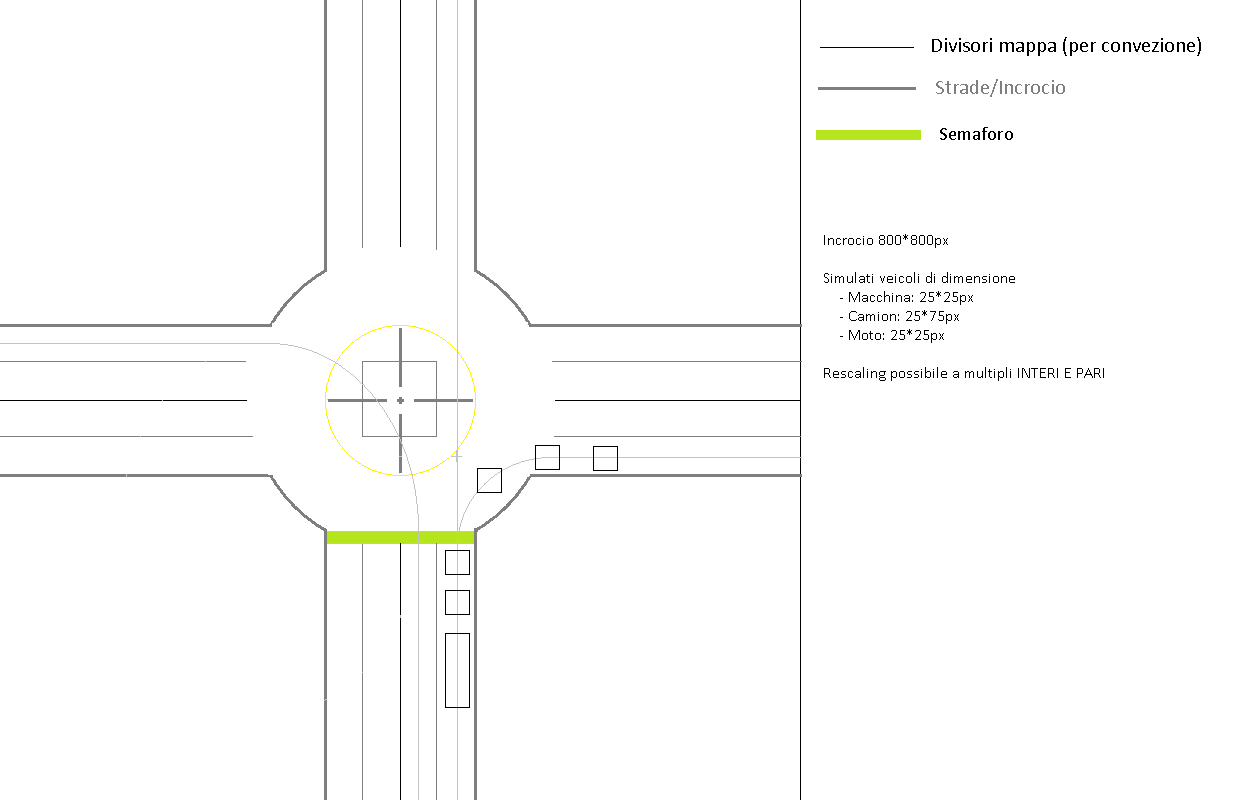 Divisori mappa (per convezione)
Strade/Incrocio
Semaforo
Incrocio 800*800px
Simulati veicoli di dimensione
- Macchina: 25*25px
- Camion: 25*75px
- Moto: 25*25px
Rescaling possibile a multipli INTERI E PARI